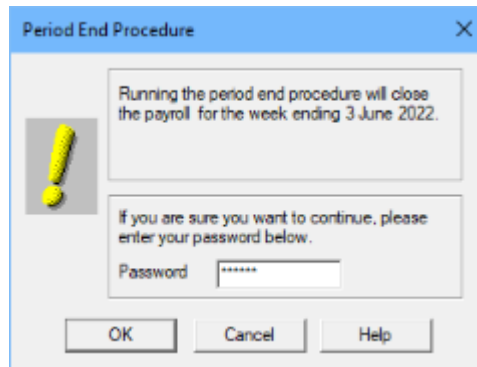 Period End Procedure
Running the period end procedure will close
the payroll for the week ending 3 June 2022.
If you are sure you want to continue, please
enter your password below.
Password ******
OK Cancel Help